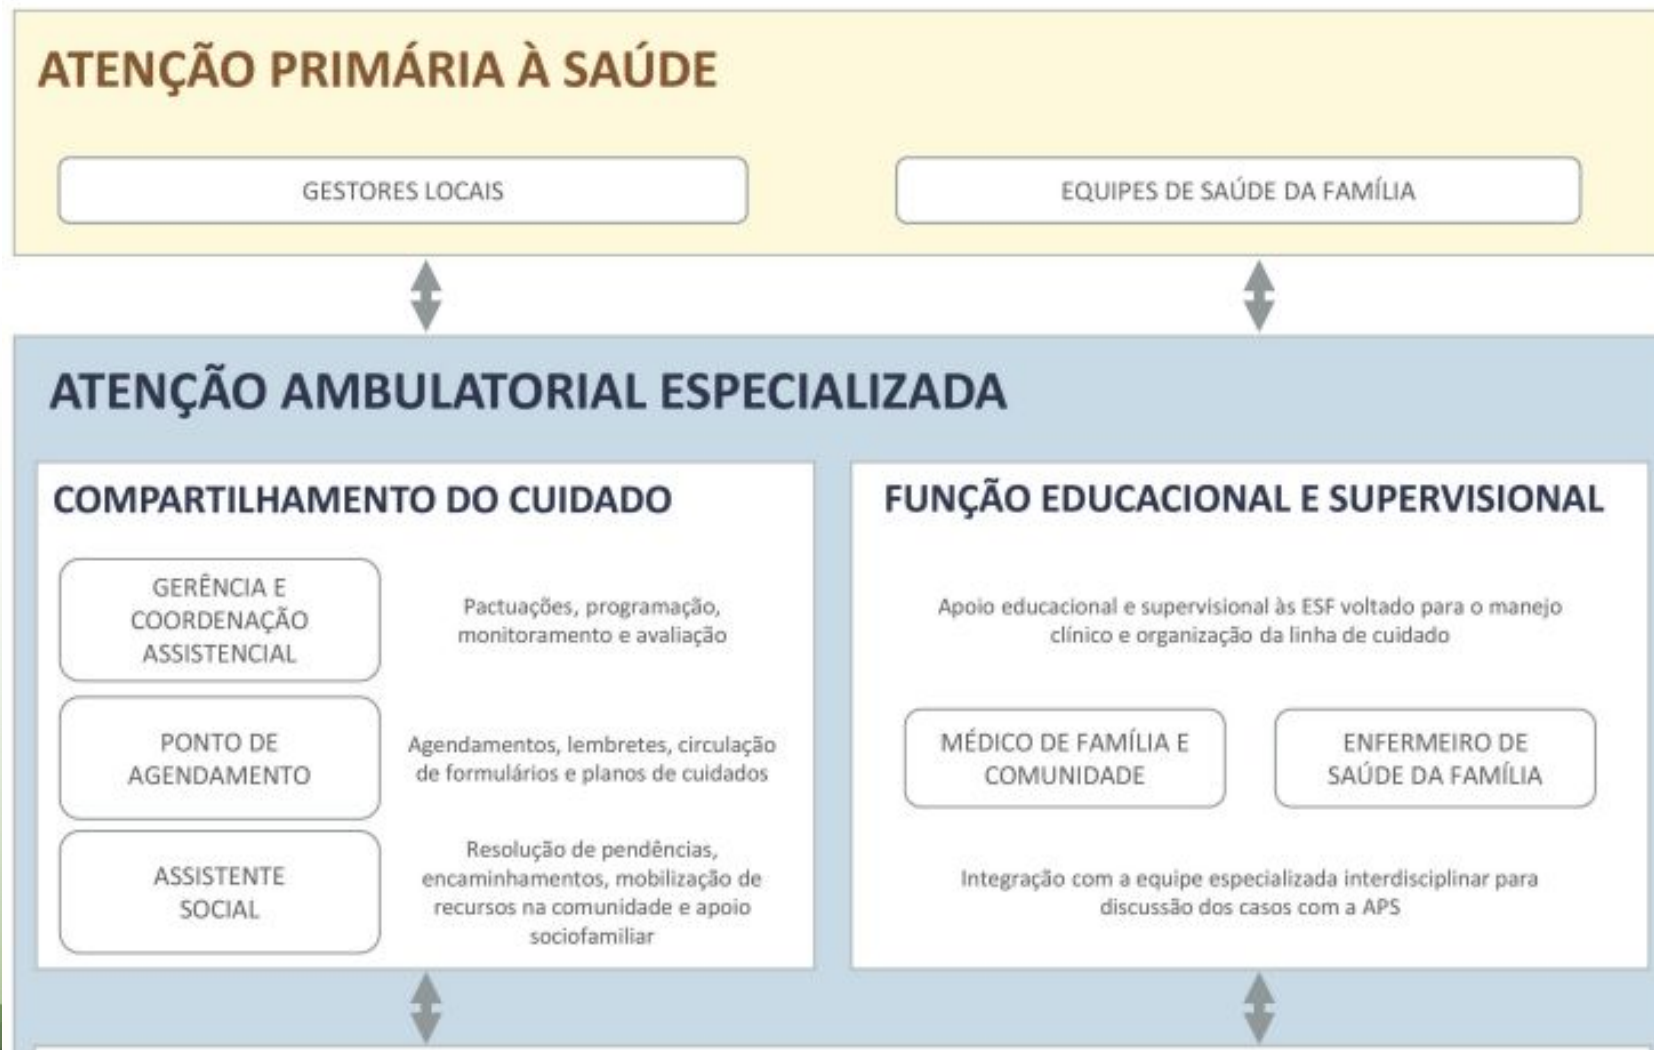 ATENÇÃO PRIMÁRIA À SAÚDE
GESTORES LOCAIS
EQUIPES DE SAÚDE DA FAMÍLIA
ATENÇÃO AMBULATORIAL ESPECIALIZADA
COMPARTILHAMENTO DO CUIDADO
GERÊNCIA E
COORDENAÇÃO
ASSISTENCIAL
Pactuações, programação,
monitoramento e avaliação
PONTO DE
AGENDAMENTO
Agendamentos, lembretes, circulação
de formulários e planos de cuidados
ASSISTENTE
SOCIAL
Resolução de pendências,
encaminhamentos, mobilização de
recursos na comunidade e apoio
sociofamiliar
FUNÇÃO EDUCACIONAL E SUPERVISIONAL
Apoio educacional e supervisional às ESF voltado para o manejo
clínico e organização da linha de cuidado
MÉDICO DE FAMÍLIA E
COMUNIDADE
ENFERMEIRO DE
SAÚDE DA FAMÍLIA
Integração com a equipe especializada interdisciplinar para
discussão dos casos com a APS